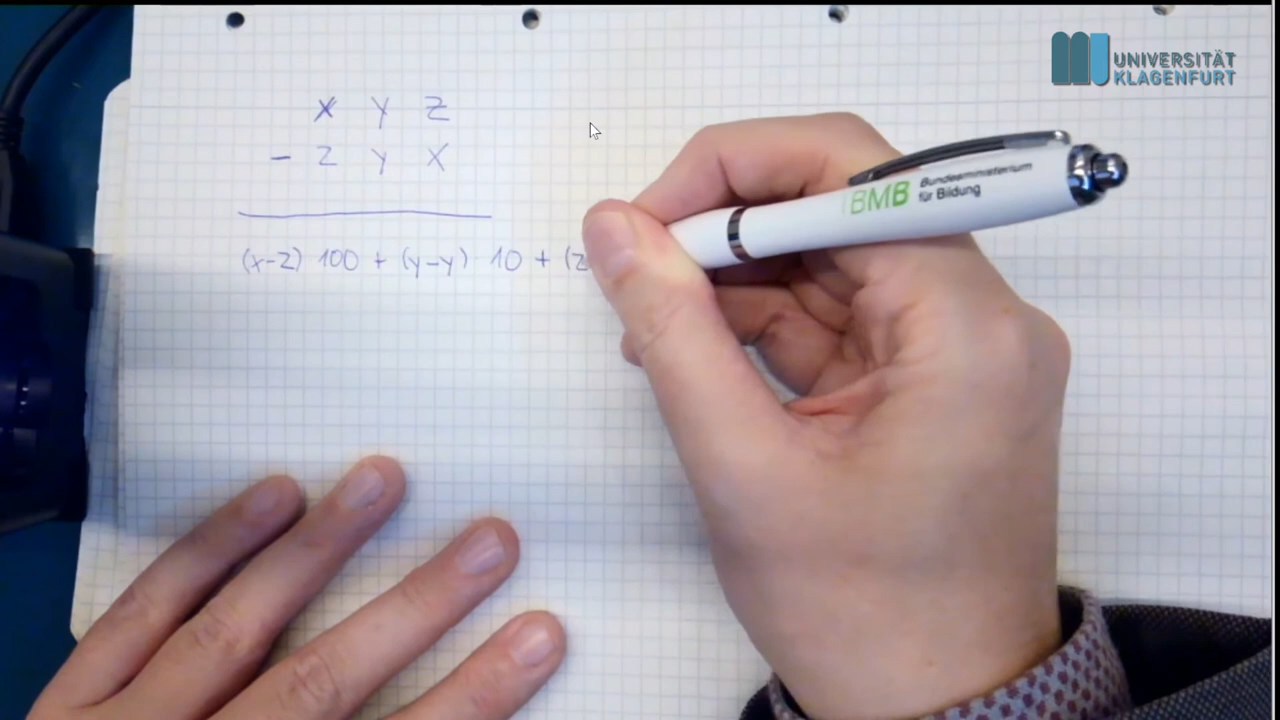 UNIVERSITÄT
KLAGENFURT
x y z
- z y x
(x-z) 100 + (y-y) 10 + (z
BMB Bundesministerium
für Bildung